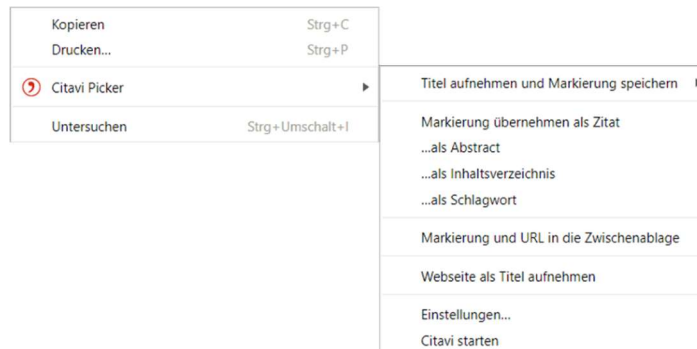 Kopieren Strg+C
Drucken... Strg+P
Citavi Picker
Untersuchen Strg+Umschalt+I
Titel aufnehmen und Markierung speichern
Markierung übernehmen als Zitat
...als Abstract
...als Inhaltsverzeichnis
...als Schlagwort
Markierung und URL in die Zwischenablage
Webseite als Titel aufnehmen
Einstellungen...
Citavi starten